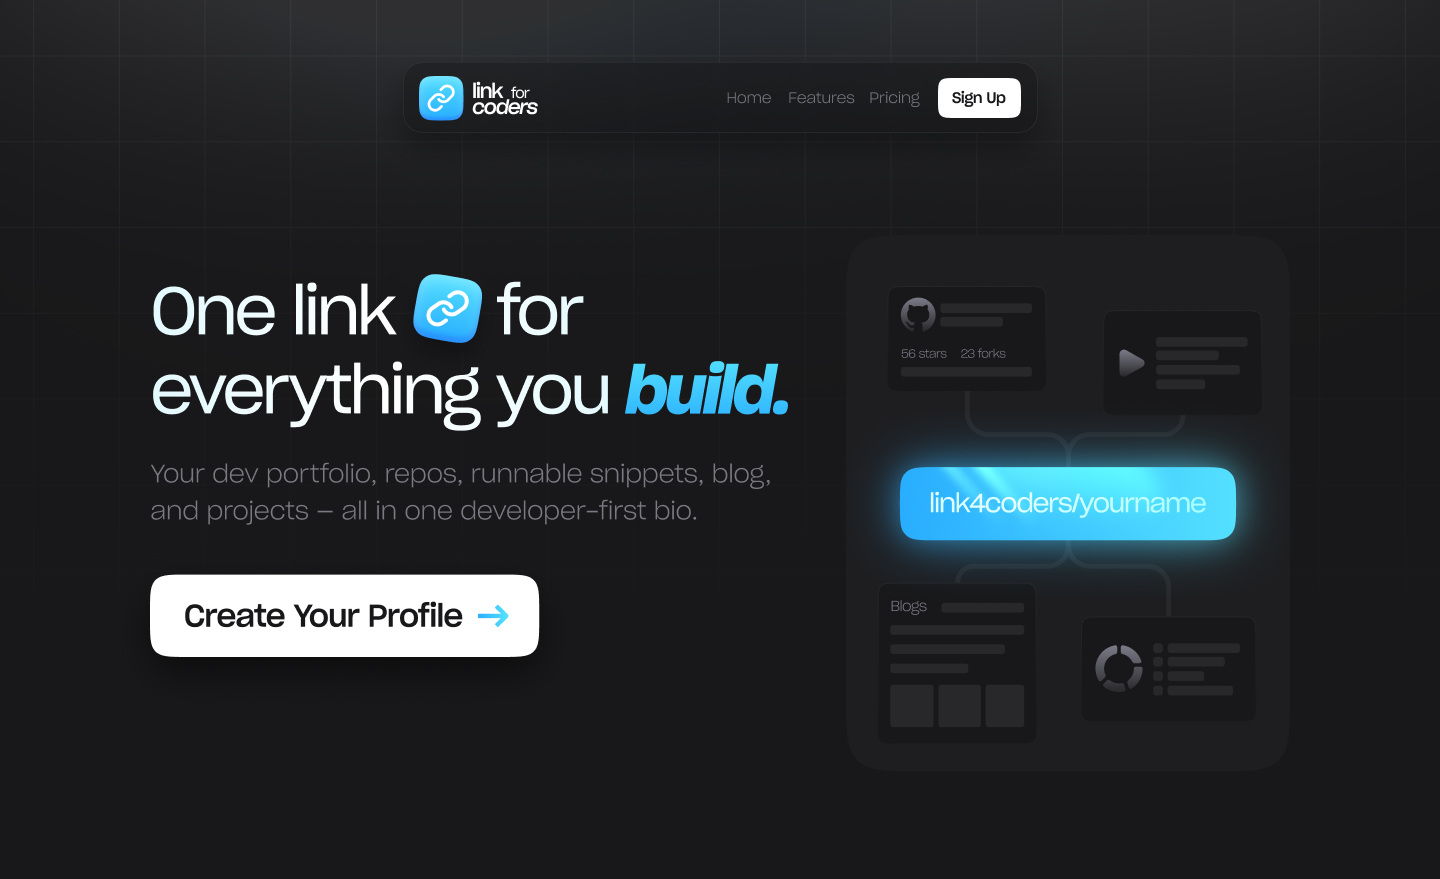 link for
coders
Home Features Pricing Sign Up
One link for
everything you build.
Your dev portfolio, repos, runnable snippets, blog,
and projects – all in one developer-first bio.
Create Your Profile
56 stars 23 forks
link4coders/yourname
Blogs